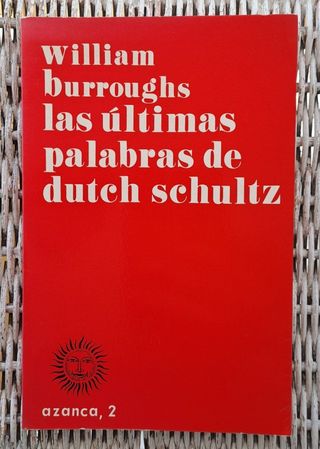 William
burroughs
las últimas
palabras de
dutch schultz
azanca, 2